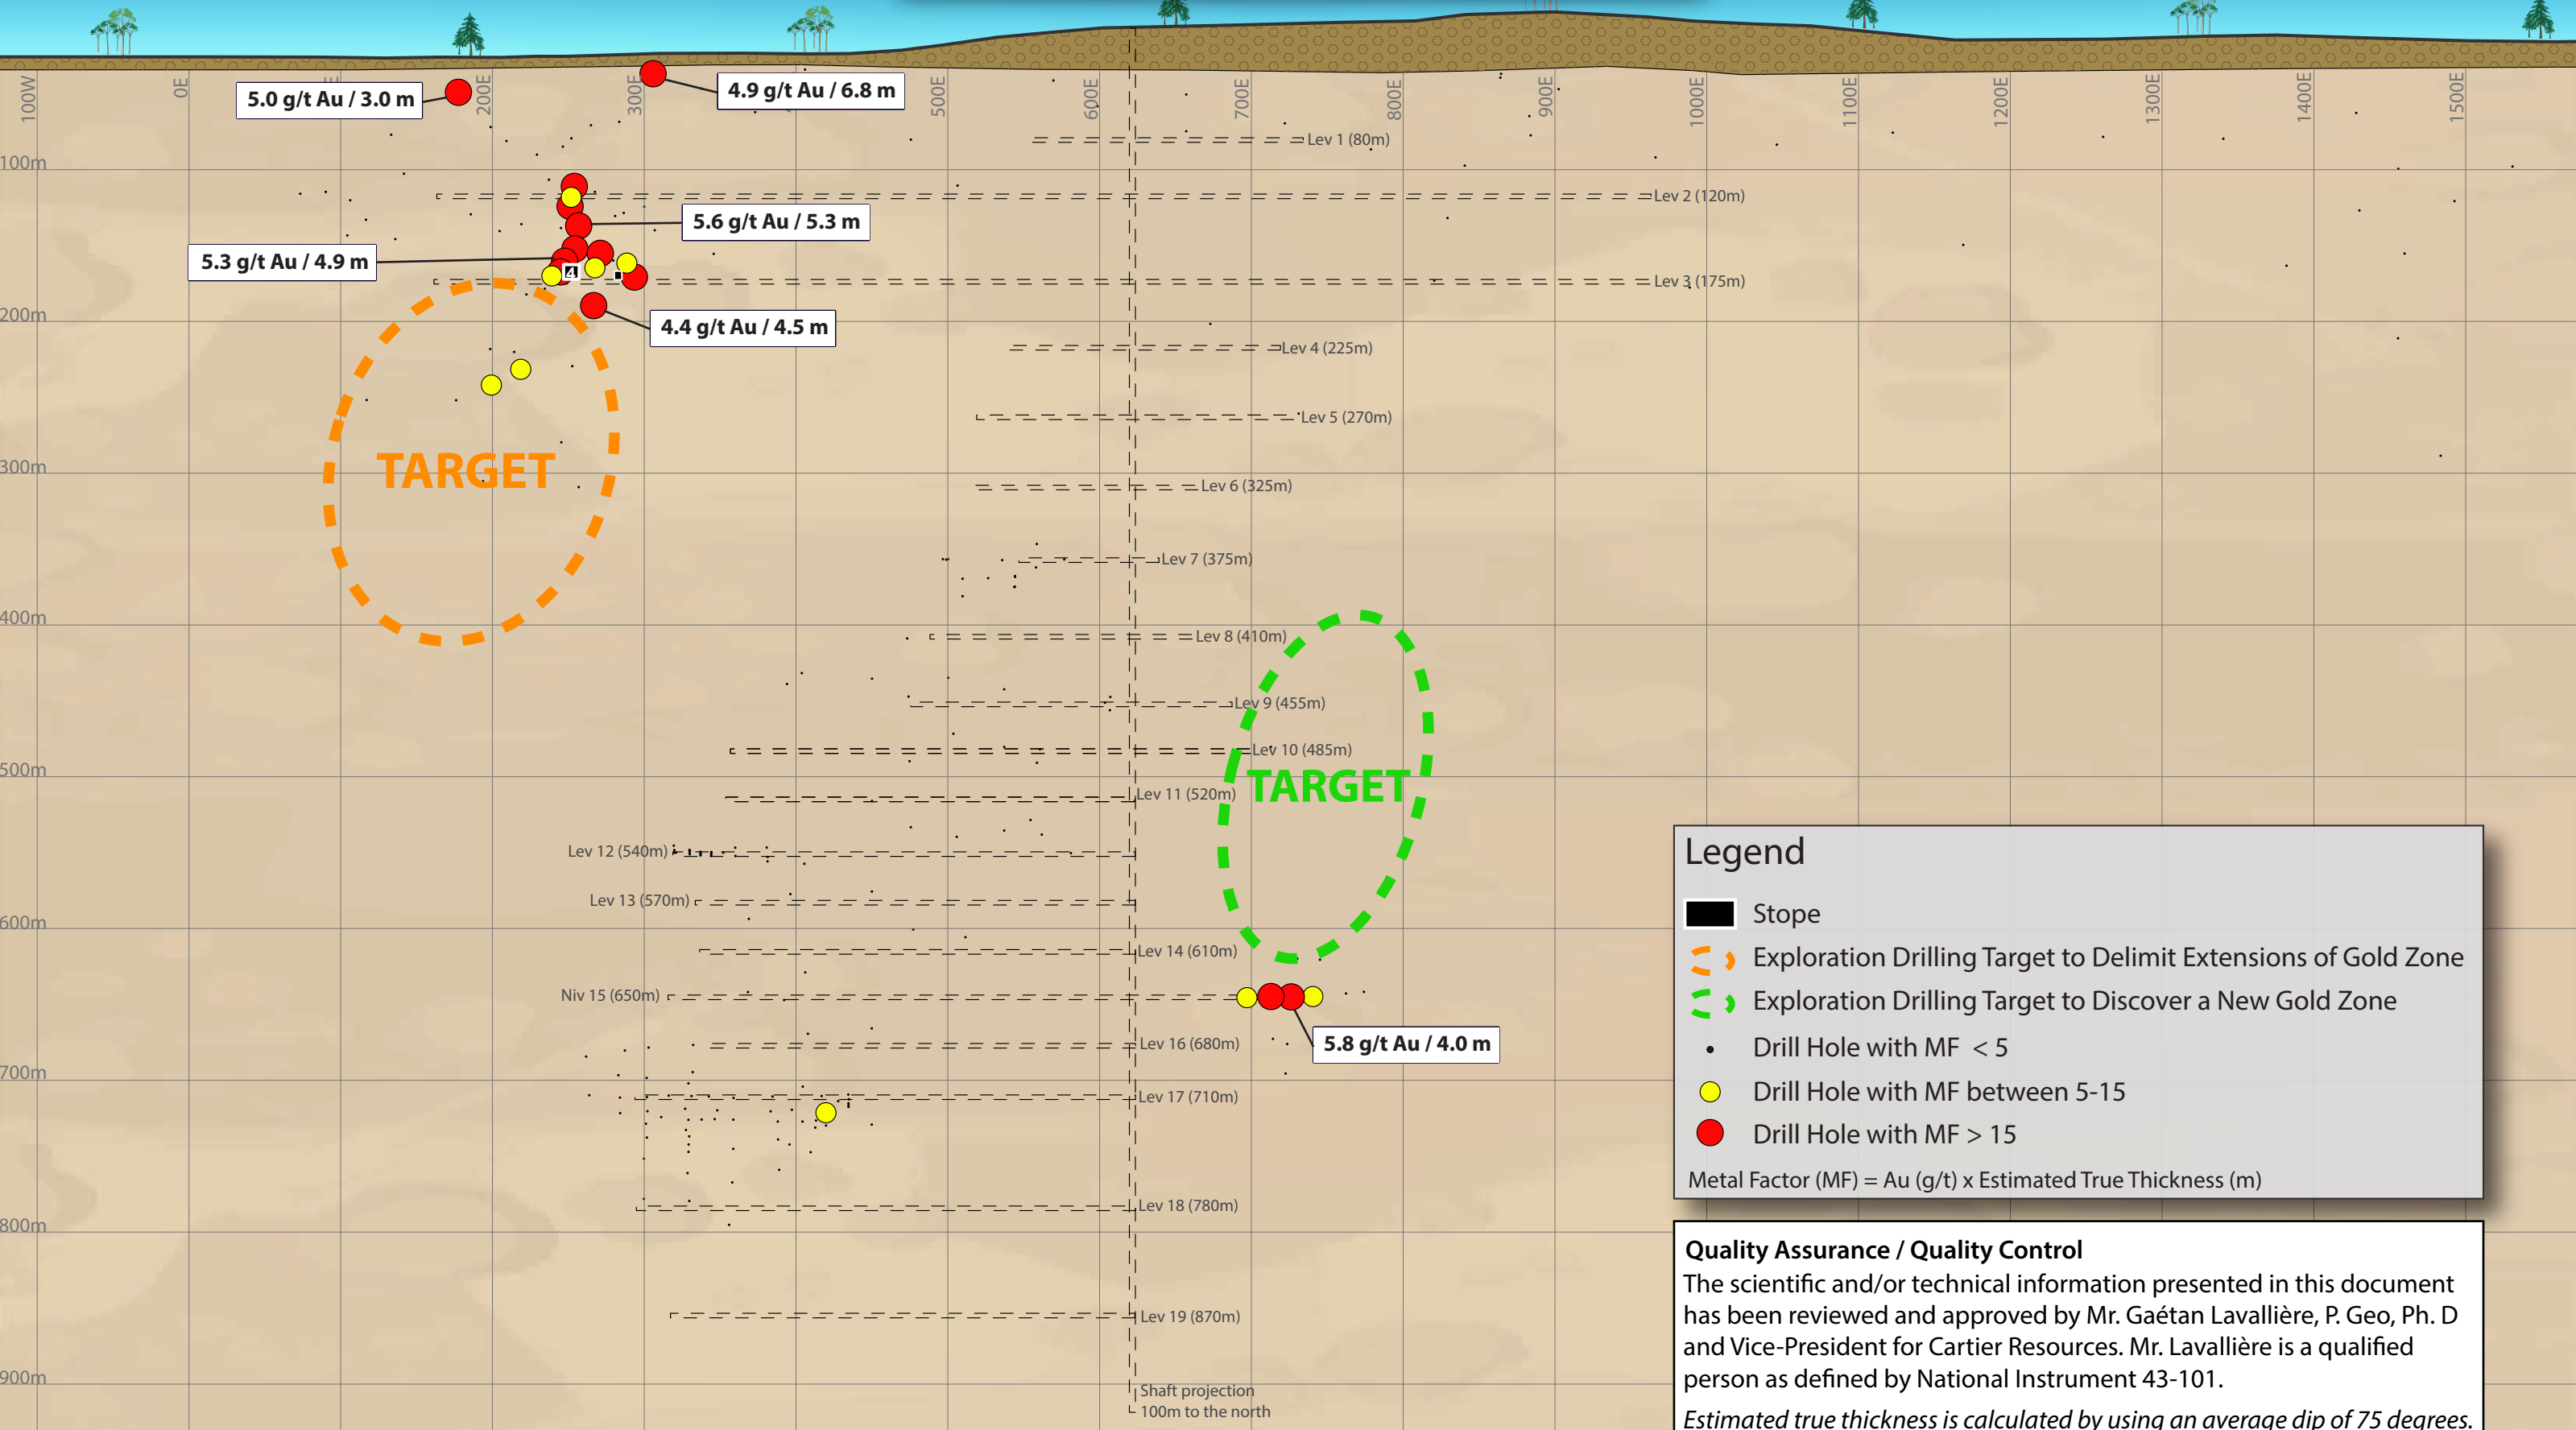 100W
0E
200E
300E
500E
600E
700E
800E
900E
1000E
1100E
1200E
1300E
1400E
1500E
5.0 g/t Au / 3.0 m
4.9 g/t Au / 6.8 m
Lev 1 (80m)
100m
Lev 2 (120m)
5.6 g/t Au / 5.3 m
5.3 g/t Au / 4.9 m
4
Lev 3 (175m)
200m
4.4 g/t Au / 4.5 m
Lev 4 (225m)
Lev 5 (270m)
300m
TARGET
Lev 6 (325m)
Lev 7 (375m)
400m
Lev 8 (410m)
Lev 9 (455m)
Lev 10 (485m)
500m
TARGET
Lev 11 (520m)
Lev 12 (540m)
Lev 13 (570m)
600m
Lev 14 (610m)
Niv 15 (650m)
5.8 g/t Au / 4.0 m
Lev 16 (680m)
700m
Lev 17 (710m)
Lev 18 (780m)
800m
Lev 19 (870m)
900m
Shaft projection
100m to the north
Legend
Stope
Exploration Drilling Target to Delimit Extensions of Gold Zone
Exploration Drilling Target to Discover a New Gold Zone
Drill Hole with MF < 5
Drill Hole with MF between 5-15
Drill Hole with MF > 15
Metal Factor (MF) = Au (g/t) x Estimated True Thickness (m)
Quality Assurance / Quality Control
The scientific and/or technical information presented in this document
has been reviewed and approved by Mr. Gaétan Lavallière, P. Geo, Ph. D
and Vice-President for Cartier Resources. Mr. Lavallière is a qualified
person as defined by National Instrument 43-101.
Estimated true thickness is calculated by using an average dip of 75 degrees.